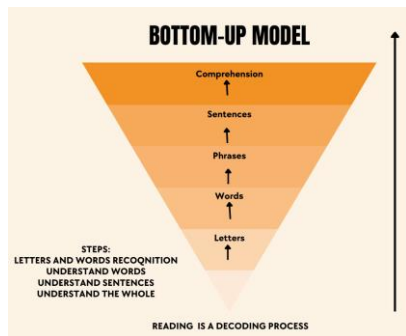 BOTTOM-UP MODEL
Comprehension
Sentences
Phrases
Words
Letters
STEPS:
LETTERS AND WORDS RECOQNITION
UNDERSTAND WORDS
UNDERSTAND SENTENCES
UNDERSTAND THE WHOLE
READING IS A DECODING PROCESS